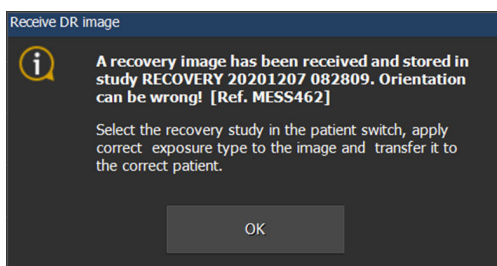 Receive DR image
A recovery image has been received and stored in
study RECOVERY 20201207 082809. Orientation
can be wrong! [Ref. MESS462]
Select the recovery study in the patient switch, apply
correct exposure type to the image and transfer it to
the correct patient.
OK